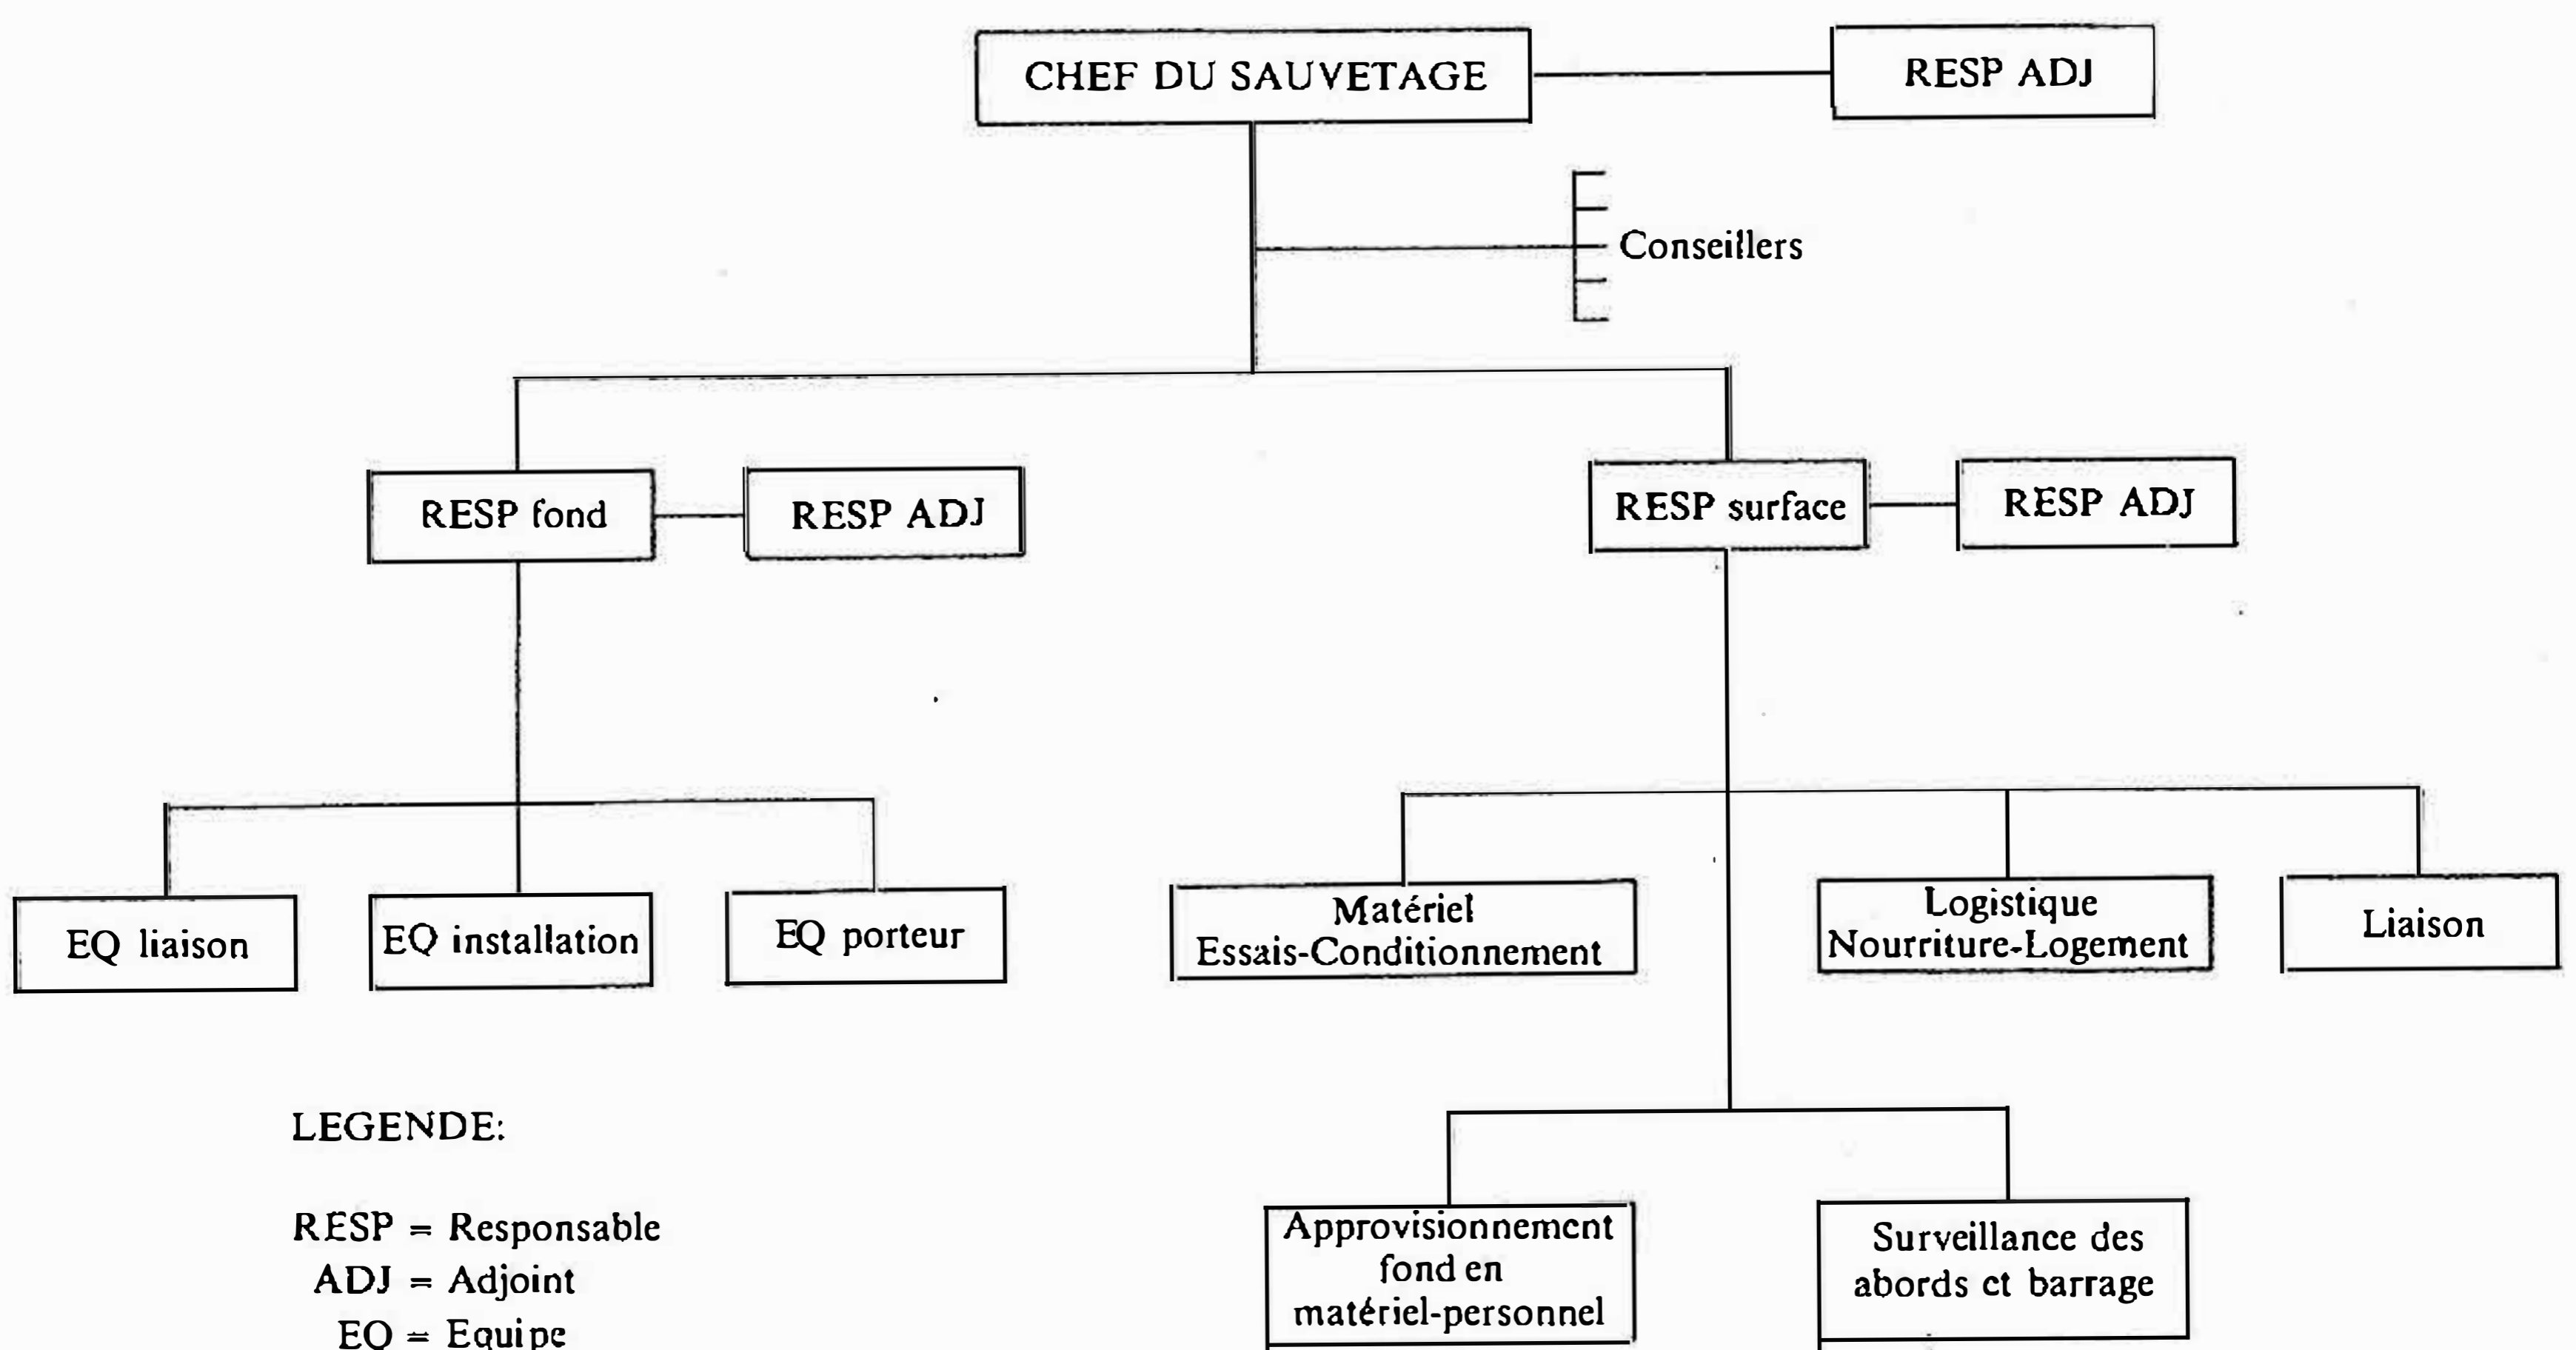 CHEF DU SAUVETAGE
RESP ADJ
Conseillers
RESP fond
RESP ADJ
RESP surface
RESP ADJ
EQ liaison
EQ installation
EQ porteur
Matériel
Essais-Conditionnement
Logistique
Nourriture-Logement
Liaison
LEGENDE:
RESP = Responsable
ADJ = Adjoint
EQ = Equipe
Approvisionnement
fond en
matériel-personnel
Surveillance des
abords et barrage